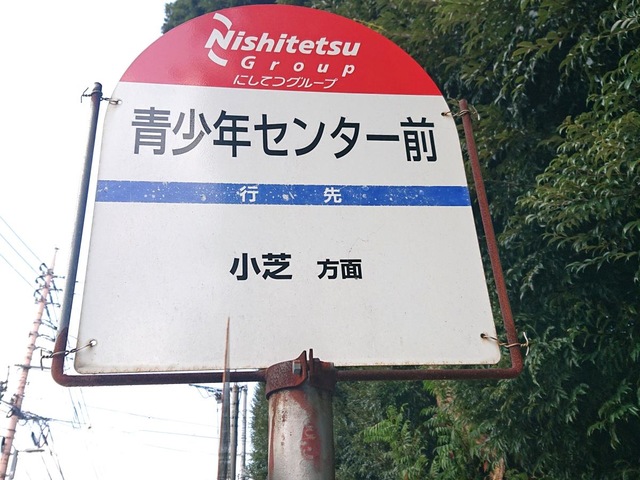 Nishitetsu
Group
にしてつグループ
青少年センター前
行先
小芝 方面